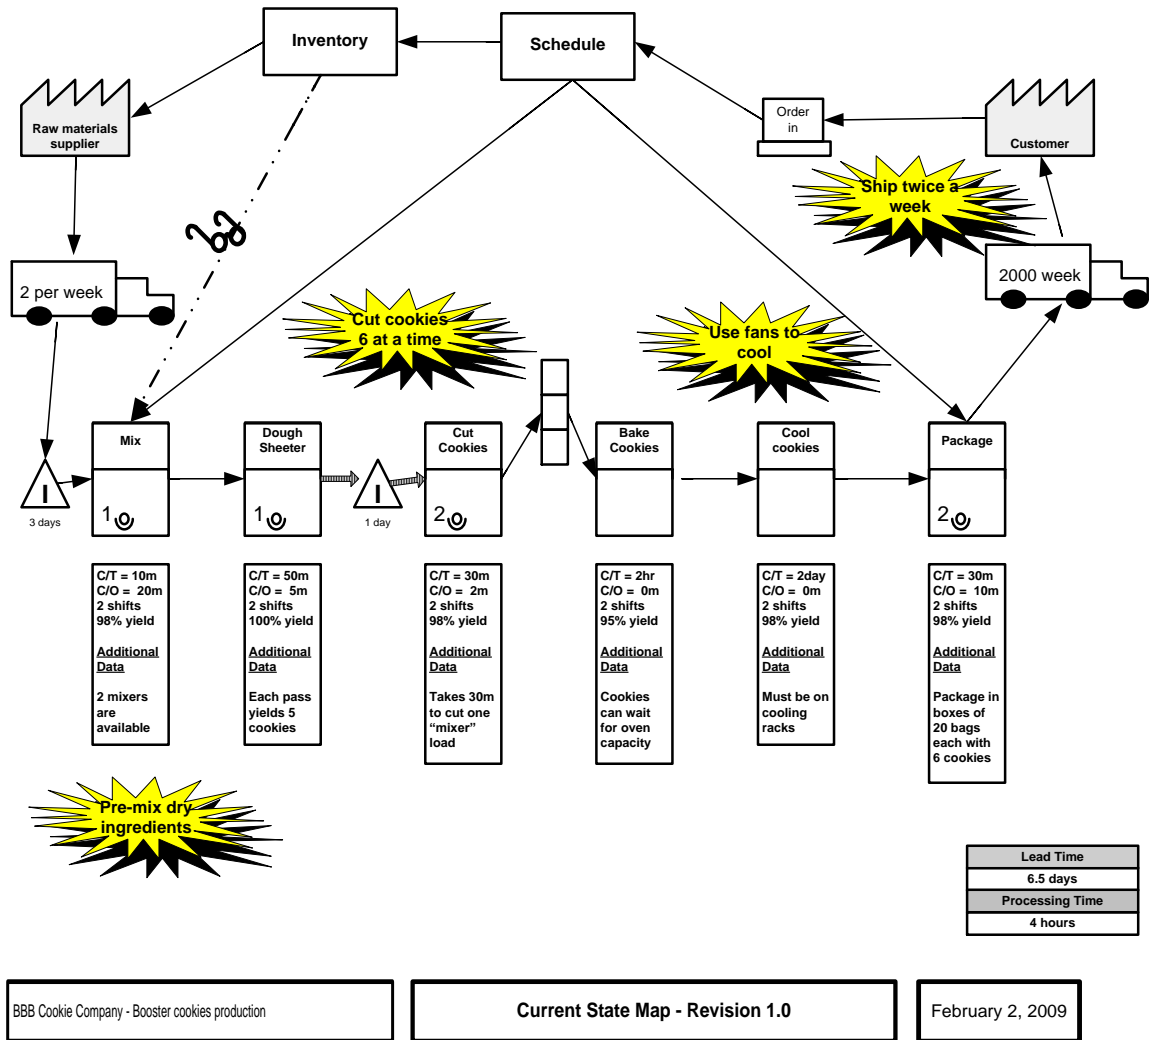 Inventory
Schedule
Raw materials
supplier
Order
in
Customer
Ship twice a
week
2 per week
2000 week
Cut cookies
6 at a time
Use fans to
cool
Mix
Dough
Sheeter
Cut
Cookies
Bake
Cookies
Cool
cookies
Package
I
3 days
1
1
I
1 day
2
2
C/T = 10m
C/O = 20m
2 shifts
98% yield
Additional
Data
2 mixers
are
available
C/T = 50m
C/O =  5m
2 shifts
100% yield
Additional
Data
Each pass
yields 5
cookies
C/T = 30m
C/O =  2m
2 shifts
98% yield
Additional
Data
Takes 30m
to cut one
“mixer”
load
C/T = 2hr
C/O =  0m
2 shifts
95% yield
Additional
Data
Cookies
can wait
for oven
capacity
C/T = 2day
C/O =  0m
2 shifts
98% yield
Additional
Data
Must be on
cooling
racks
C/T = 30m
C/O =  10m
2 shifts
98% yield
Additional
Data
Package in
boxes of
20 bags
each with
6 cookies
Pre-mix dry
ingredients
Lead Time
6.5 days
Processing Time
4 hours
BBB Cookie Company - Booster cookies production
Current State Map - Revision 1.0
February 2, 2009